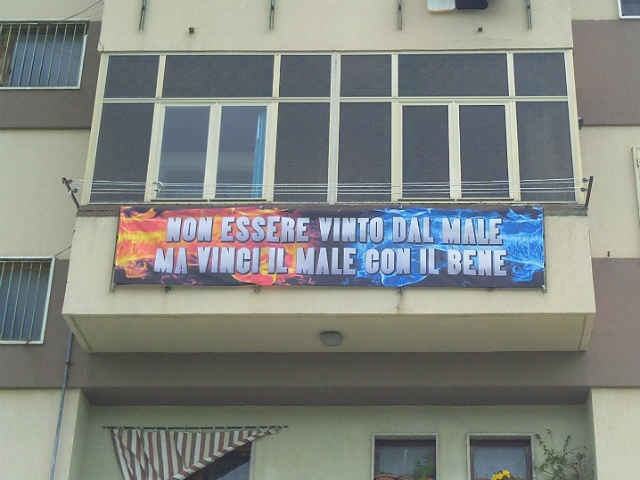 NON ESSERE VINTO DAL MALE
MA VINCI IL MALE CON IL BENE